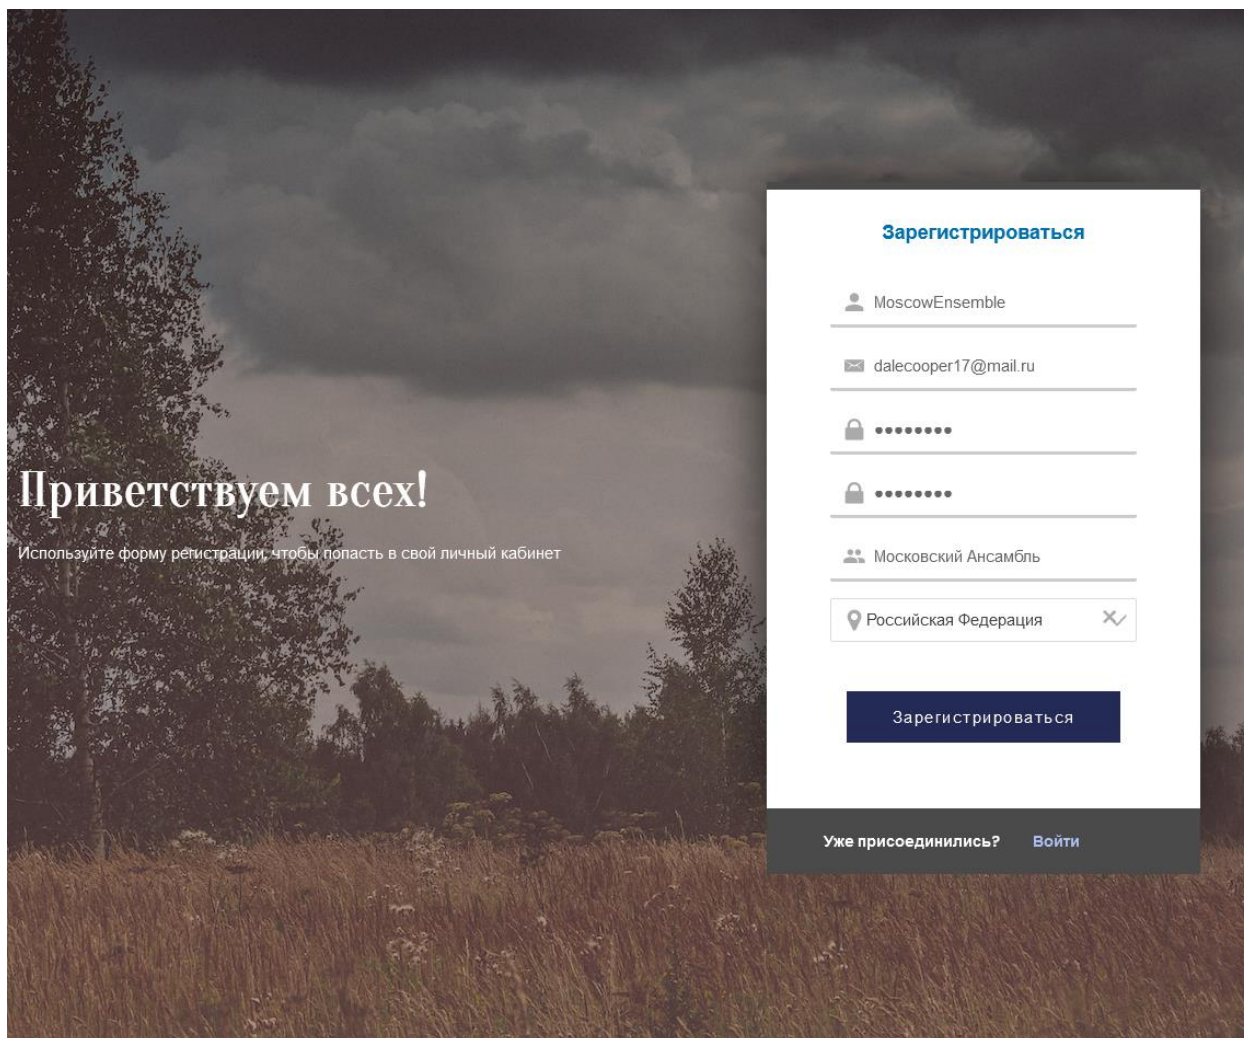 Зарегистрироваться
MoscowEnsemble
dalecooper17@mail.ru
••••••••
••••••••
Приветствуем всех!
Используйте форму регистрации, чтобы попасть в свой личный кабинет
Московский Ансамбль
Российская Федерация
Зарегистрироваться
Уже присоединились? Войти